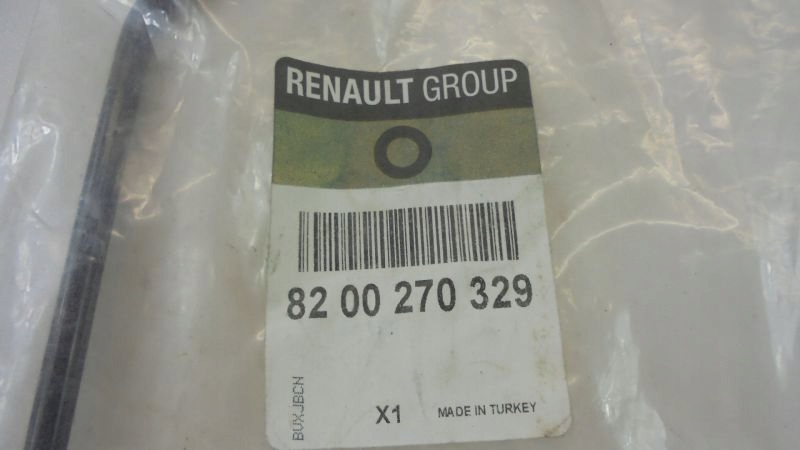 RENAULT GROUP
82 00 270 329
BUXJBCN
X1
MADE IN TURKEY